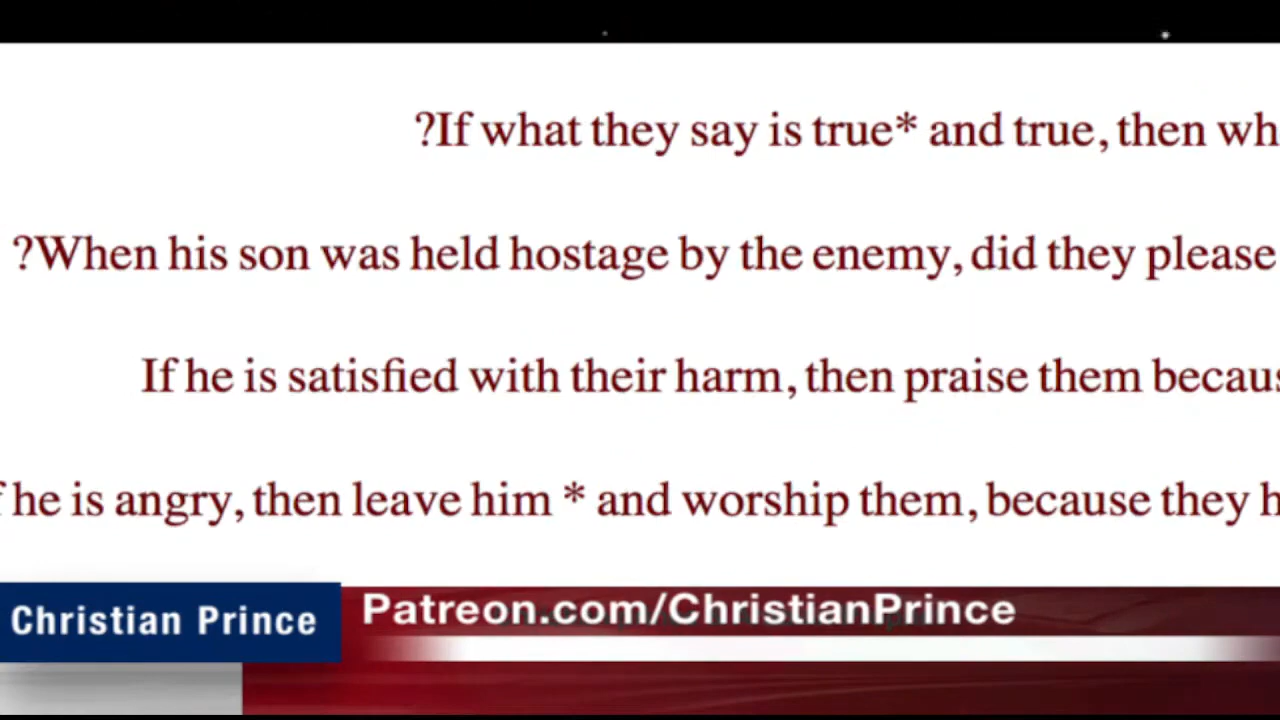 ?If what they say is true* and true, then wh
?When his son was held hostage by the enemy, did they please
If he is satisfied with their harm, then praise them becaus
he is angry, then leave him * and worship them, because they h
Christian Prince
Patreon.com/ChristianPrince